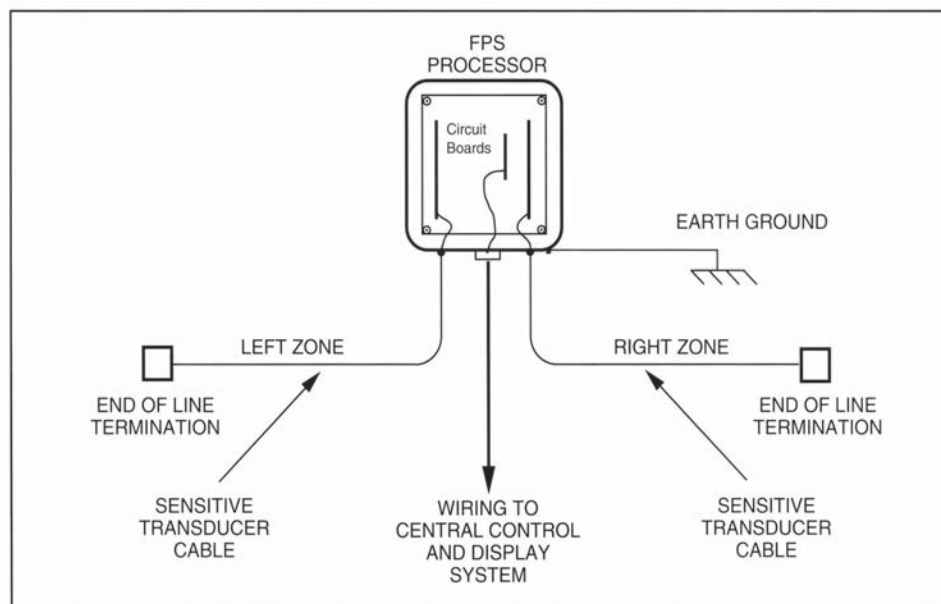 FPS
PROCESSOR
Circuit
Boards
EARTH GROUND
LEFT ZONE
RIGHT ZONE
END OF LINE
TERMINATION
END OF LINE
TERMINATION
SENSITIVE
TRANSDUCER
CABLE
WIRING TO
CENTRAL CONTROL
AND DISPLAY
SYSTEM
SENSITIVE
TRANSDUCER
CABLE